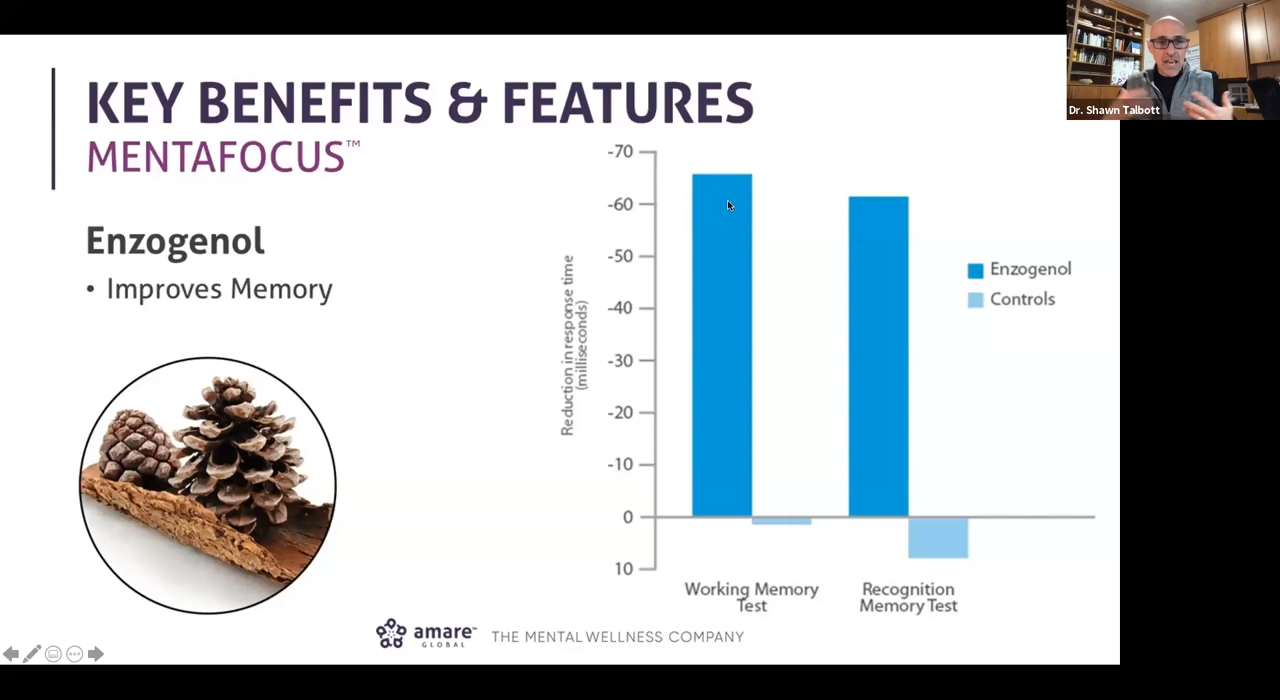 Dr. Shawn Talbott
KEY BENEFITS & FEATURES
MENTAFOCUS™
Enzogenol
• Improves Memory
Reduction in response time
(milliseconds)
-70
-60
-50
-40
-30
-20
-10
0
10
Enzogenol
Controls
Working Memory
Test
Recognition
Memory Test
amare™
GLOBAL
THE MENTAL WELLNESS COMPANY